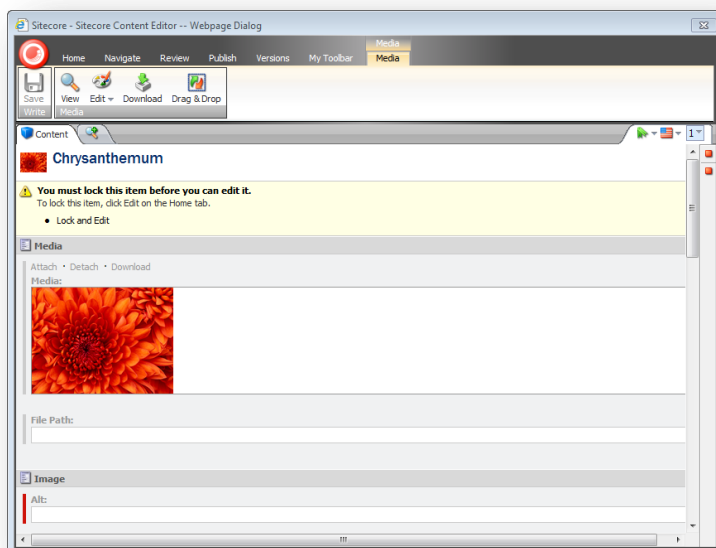 Sitecore - Sitecore Content Editor -- Webpage Dialog
Media
Home Navigate Review Publish Versions My Toolbar Media
Save View Edit Download Drag & Drop
Write Media
Content 1
Chrysanthemum
You must lock this item before you can edit it.
To lock this item, click Edit on the Home tab.
• Lock and Edit
Media
Attach • Detach • Download
Media:
File Path:
Image
Alt: